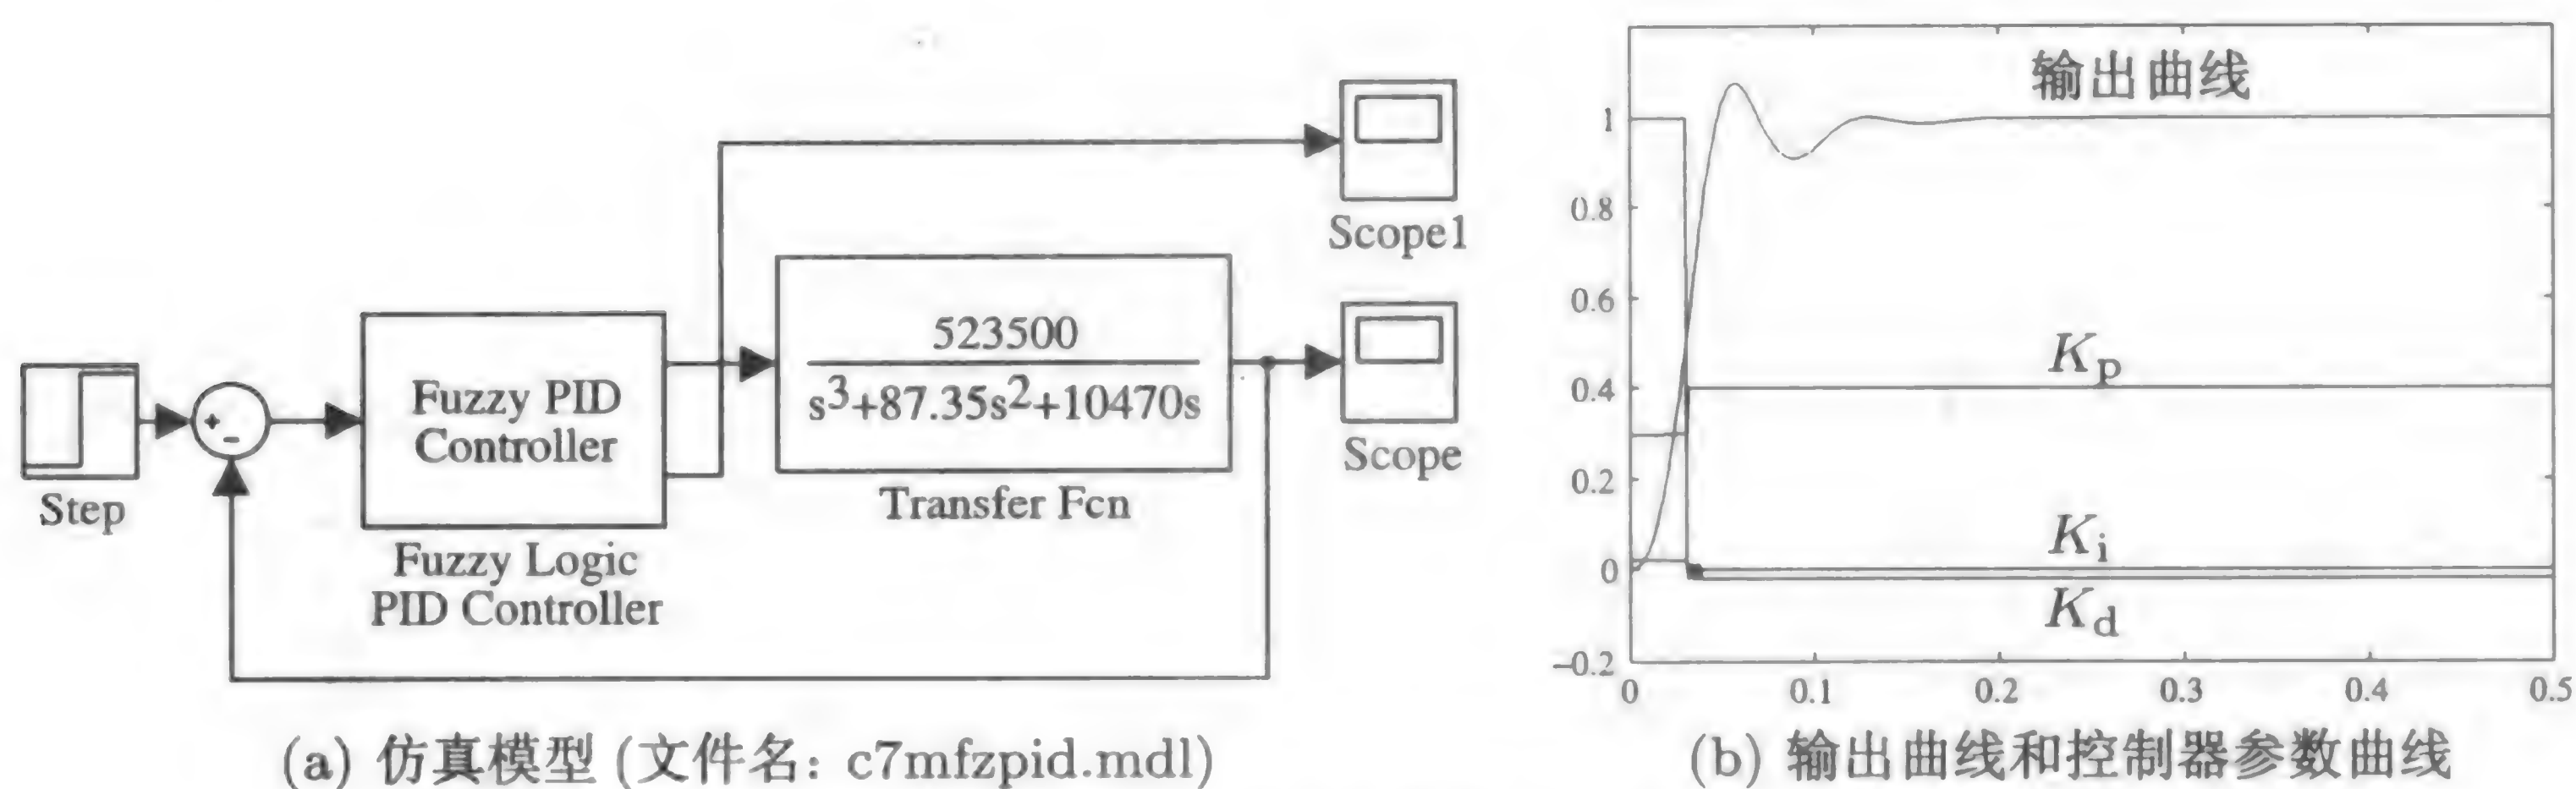 Step
+
-
Fuzzy PID
Controller
Fuzzy Logic
PID Controller
523500
s3+87.35s2+10470s
Transfer Fcn
Scope1
Scope
(a) 仿真模型 (文件名: c7mfzpid.mdl)
输出曲线
1
0.8
0.6
0.4
0.2
0
-0.2
Kp
Ki
Kd
0
0.1
0.2
0.3
0.4
0.5
(b) 输出曲线和控制器参数曲线